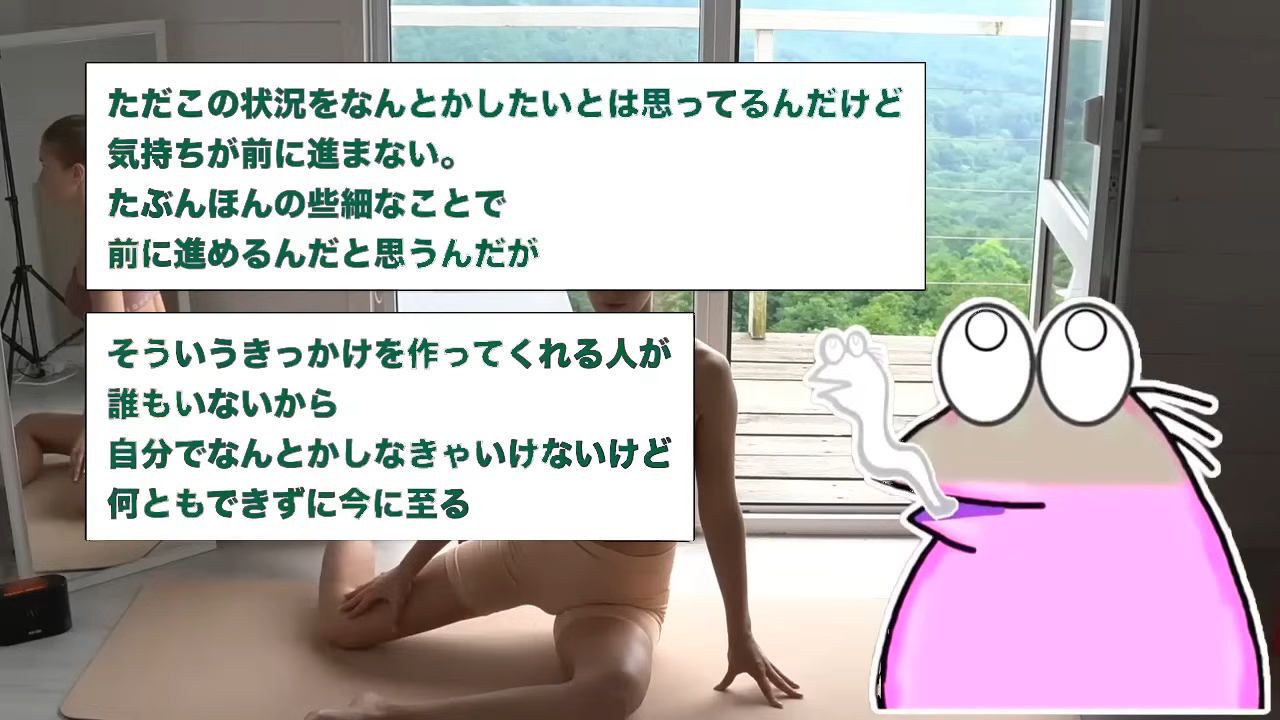 ただこの状況をなんとかしたいとは思ってるんだけど
気持ちが前に進まない。
たぶんほんの些細なことで
前に進めるんだと思うんだが
そういうきっかけを作ってくれる人が
誰もいないから
自分でなんとかしなきゃいけないけど
何ともできずに今に至る